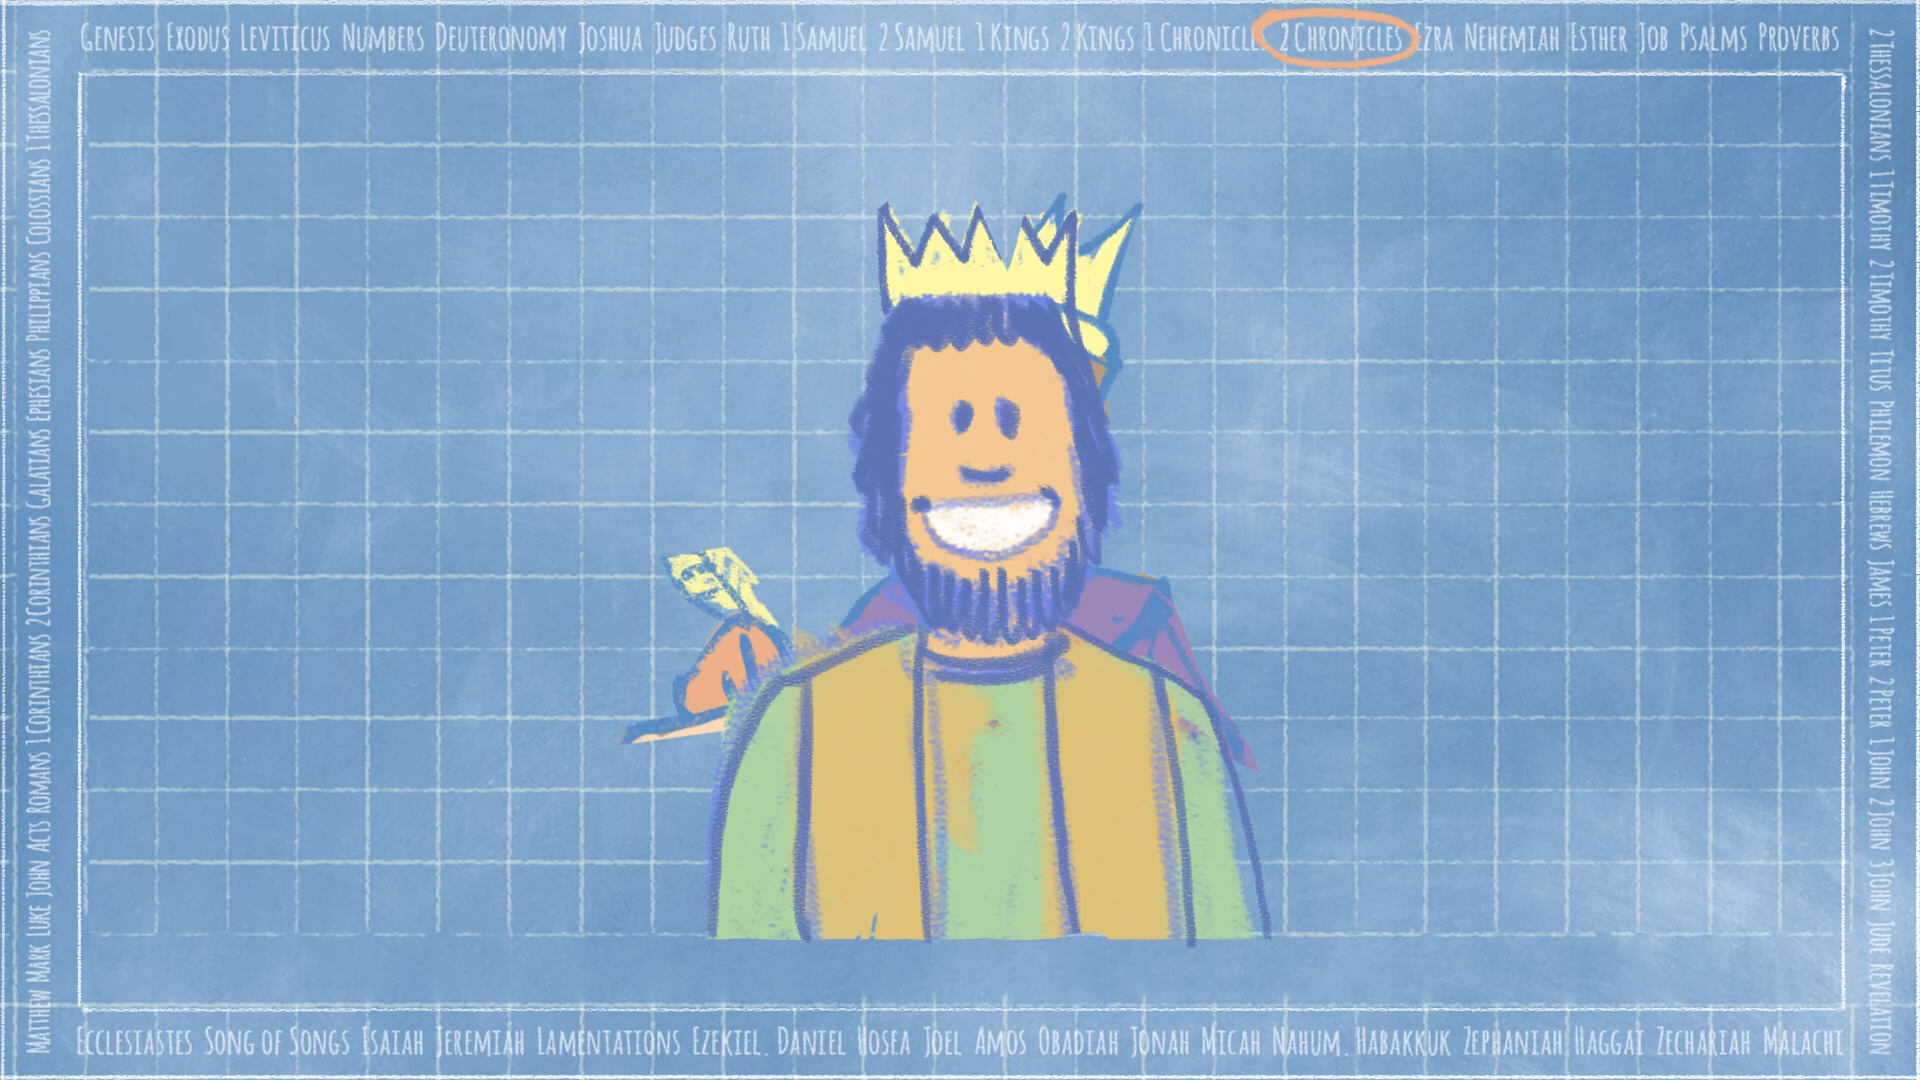 Genesis Exodus Leviticus Numbers Deuteronomy Joshua Judges Ruth 1 Samuel 2 Samuel 1 Kings 2 Kings 1 Chronicles 2 Chronicles Ezra Nehemiah Esther Job Psalms Proverbs
Ecclesiastes Song of Songs Isaiah Jeremiah Lamentations Ezekiel Daniel Hosea Joel Amos Obadiah Jonah Micah Nahum Habakkuk Zephaniah Haggai Zechariah Malachi
Matthew Mark Luke John Acts Romans 1 Corinthians 2 Corinthians Galatians Ephesians Philippians Colossians 1 Thessalonians
2 Thessalonians 1 Timothy 2 Timothy Titus Philemon Hebrews James 1 Peter 2 Peter 1 John 2 John 3 John Jude Revelation